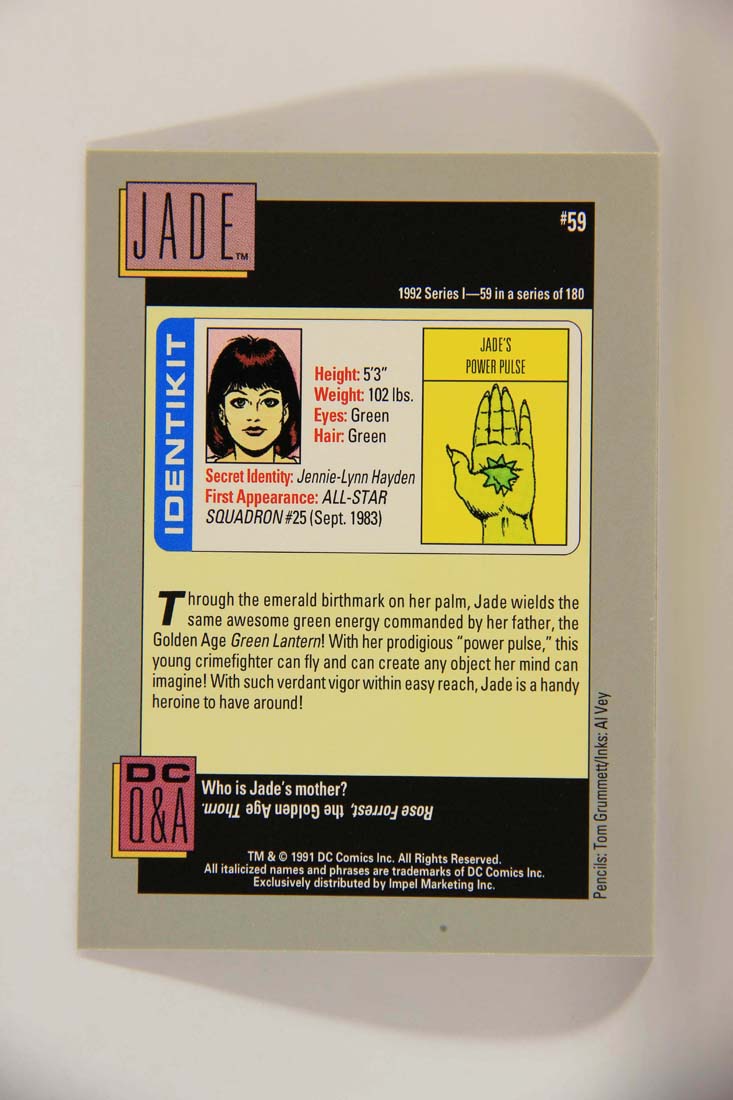 JADE™
#59
1992 Series I—59 in a series of 180
IDENTIKIT
Height: 5'3"
Weight: 102 lbs.
Eyes: Green
Hair: Green
Secret Identity: Jennie-Lynn Hayden
First Appearance: ALL-STAR
SQUADRON #25 (Sept. 1983)
JADE'S
POWER PULSE
Through the emerald birthmark on her palm, Jade wields the
same awesome green energy commanded by her father, the
Golden Age Green Lantern! With her prodigious "power pulse," this
young crimefighter can fly and can create any object her mind can
imagine! With such verdant vigor within easy reach, Jade is a handy
heroine to have around!
DC
Q&A
Who is Jade's mother?
Rose Forrest, the Golden Age Thorn.
TM & © 1991 DC Comics Inc. All Rights Reserved.
All italicized names and phrases are trademarks of DC Comics Inc.
Exclusively distributed by Impel Marketing Inc.
Pencils: Tom Grummett/Inks: Al Vey